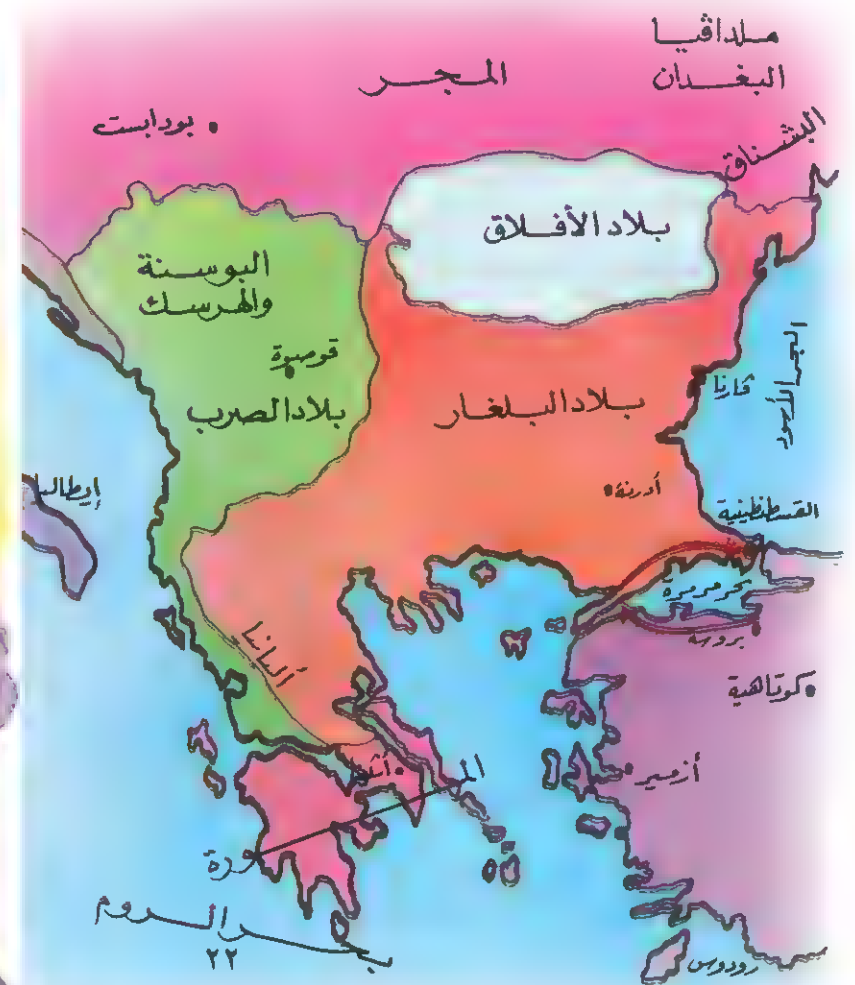 ملداڤيا
البغدان
المجر
البشناق
بودابست
بلاد الأفلاق
البوسنة
والهرسك
قوصوة
بلاد الصرب
بلاد البلغار
ڤارنا
البحر الأسود
إيطاليا
أدرنة
القسطنطينية
بحر مرمرة
بروسة
ألبانيا
كوتاهية
أزمير
أثينا
المورة
بحر الروم
٢٢
رودوس